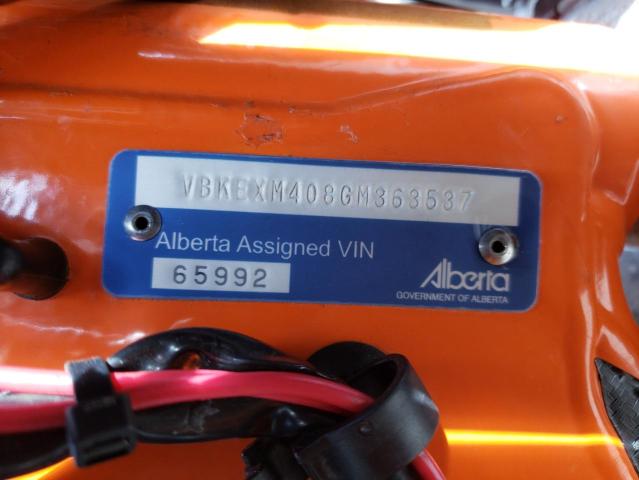 VBKEXM408GM363537
Alberta Assigned VIN
65992
Alberta
GOVERNMENT OF ALBERTA